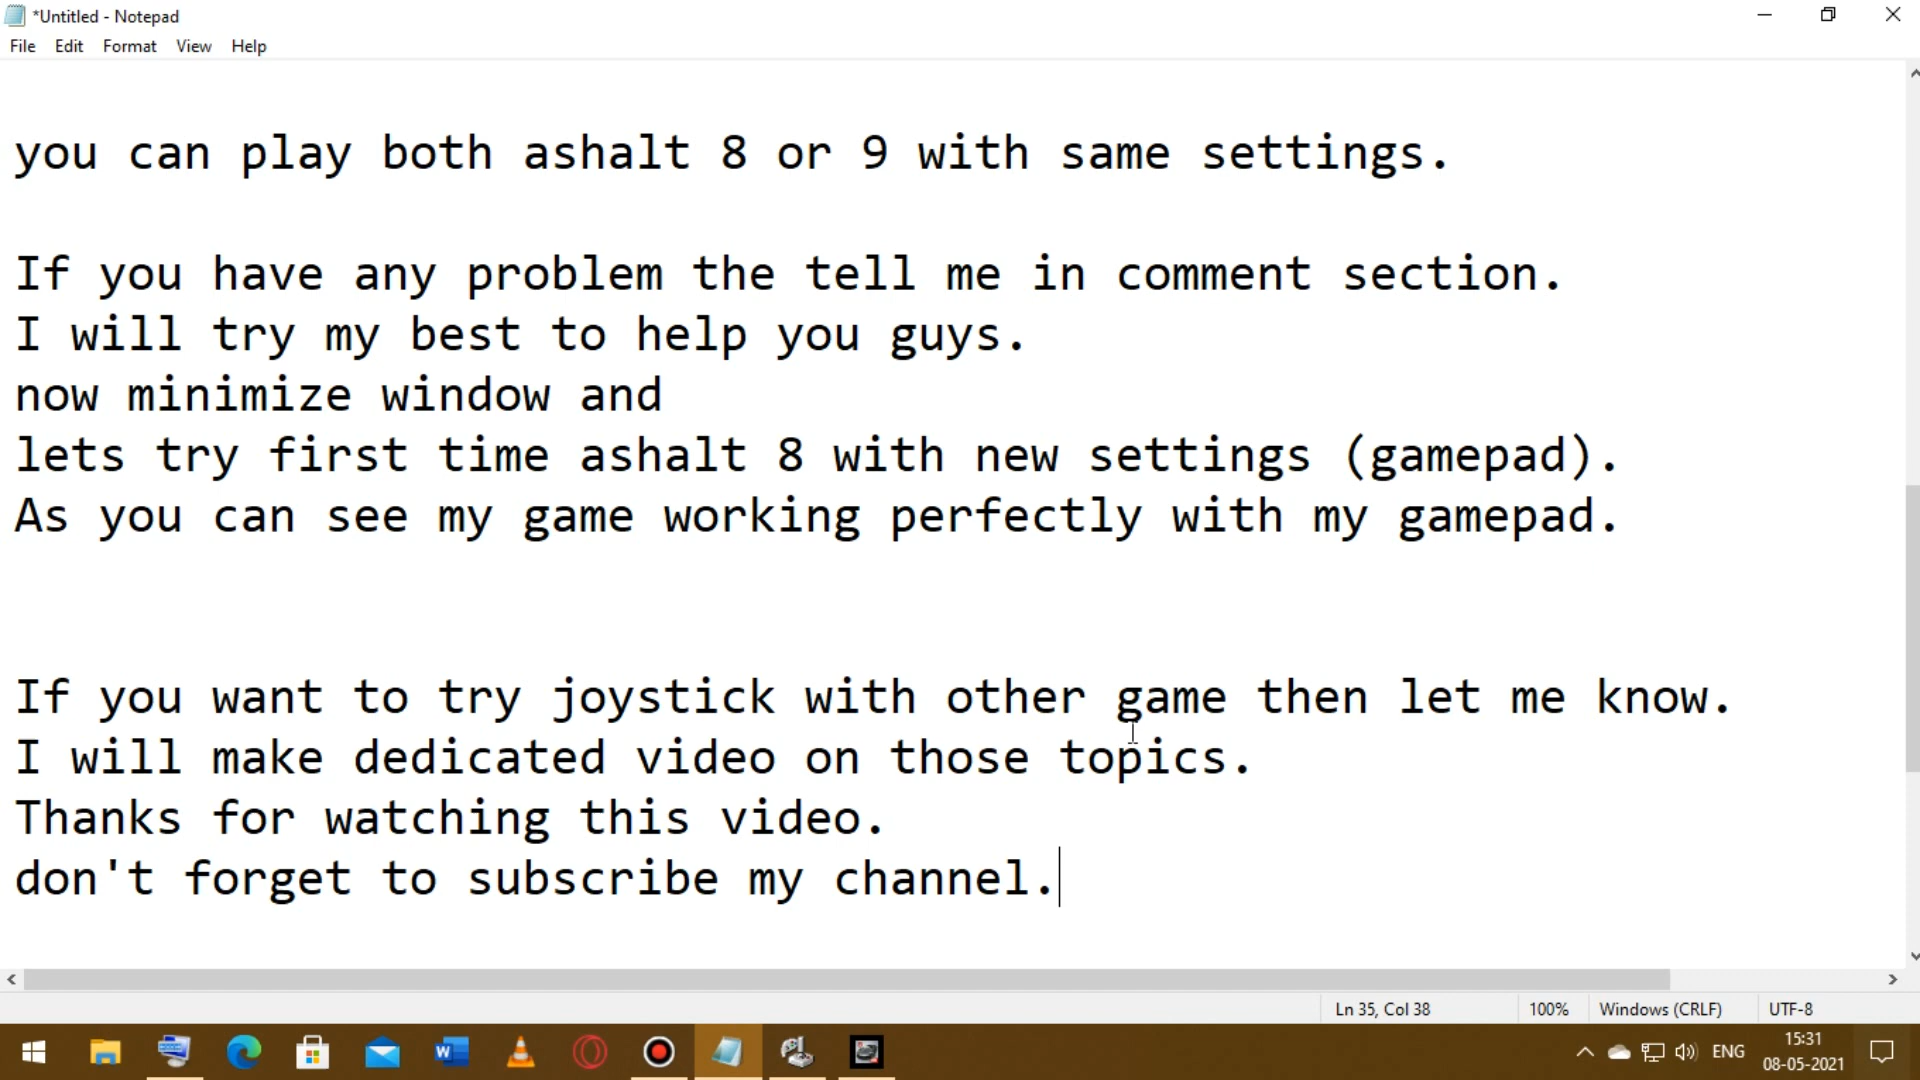 *Untitled - Notepad
File Edit Format View Help
you can play both ashalt 8 or 9 with same settings.
If you have any problem the tell me in comment section.
I will try my best to help you guys.
now minimize window and
lets try first time ashalt 8 with new settings (gamepad).
As you can see my game working perfectly with my gamepad.
If you want to try joystick with other game then let me know.
I will make dedicated video on those topics.
Thanks for watching this video.
don't forget to subscribe my channel.
Ln 35, Col 38 100% Windows (CRLF) UTF-8
ENG
15:31
08-05-2021